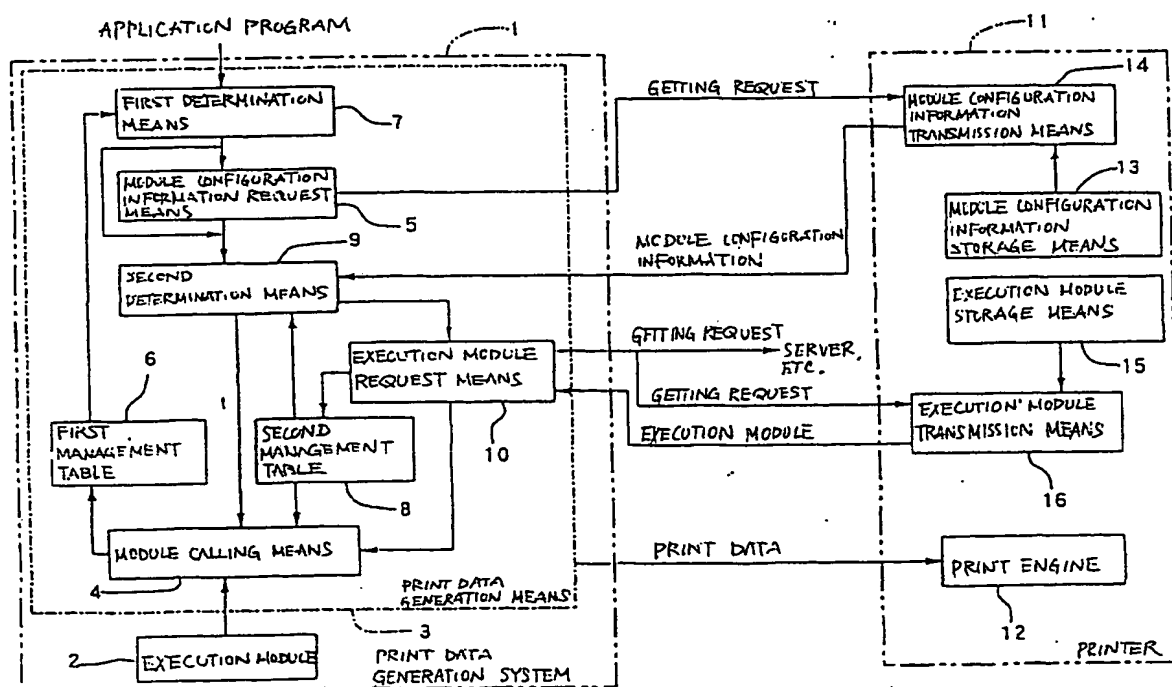 APPLICATION PROGRAM
1
11
FIRST DETERMINATION
MEANS
7
GETTING REQUEST
14
MODULE CONFIGURATION
INFORMATION
TRANSMISSION MEANS
MODULE CONFIGURATION
INFORMATION REQUEST
MEANS
5
13
MODULE CONFIGURATION
INFORMATION
STORAGE MEANS
9
MODULE CONFIGURATION
INFORMATION
SECOND
DETERMINATION MEANS
EXECUTION MODULE
STORAGE MEANS
15
6
EXECUTION MODULE
REQUEST MEANS
10
GETTING REQUEST
SERVER,
ETC.
GETTING REQUEST
EXECUTION MODULE
EXECUTION MODULE
TRANSMISSION MEANS
16
FIRST
MANAGEMENT
TABLE
SECOND
MANAGEMENT
TABLE
8
MODULE CALLING MEANS
4
PRINT DATA
PRINT ENGINE
12
PRINT DATA
GENERATION MEANS
3
2
EXECUTION MODULE
PRINT DATA
GENERATION SYSTEM
PRINTER